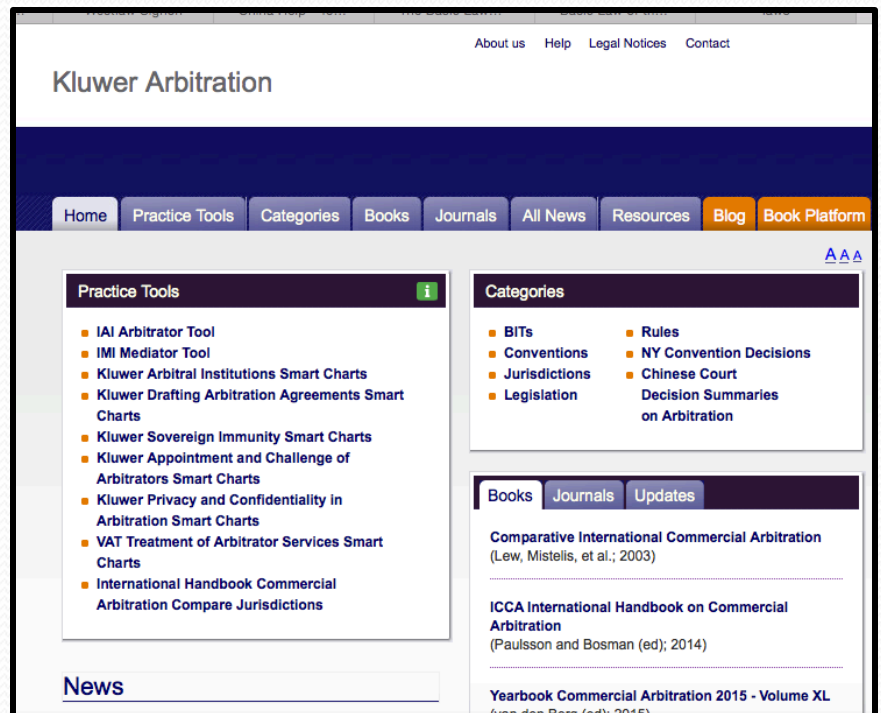 About us Help Legal Notices Contact
Kluwer Arbitration
Home Practice Tools Categories Books Journals All News Resources Blog Book Platform
A A A
Practice Tools
i
IAI Arbitrator Tool
IMI Mediator Tool
Kluwer Arbitral Institutions Smart Charts
Kluwer Drafting Arbitration Agreements Smart
Charts
Kluwer Sovereign Immunity Smart Charts
Kluwer Appointment and Challenge of
Arbitrators Smart Charts
Kluwer Privacy and Confidentiality in
Arbitration Smart Charts
VAT Treatment of Arbitrator Services Smart
Charts
International Handbook Commercial
Arbitration Compare Jurisdictions
News
Categories
BITs
Conventions
Jurisdictions
Legislation
Rules
NY Convention Decisions
Chinese Court
Decision Summaries
on Arbitration
Books Journals Updates
Comparative International Commercial Arbitration
(Lew, Mistelis, et al.; 2003)
ICCA International Handbook on Commercial
Arbitration
(Paulsson and Bosman (ed); 2014)
Yearbook Commercial Arbitration 2015 - Volume XL